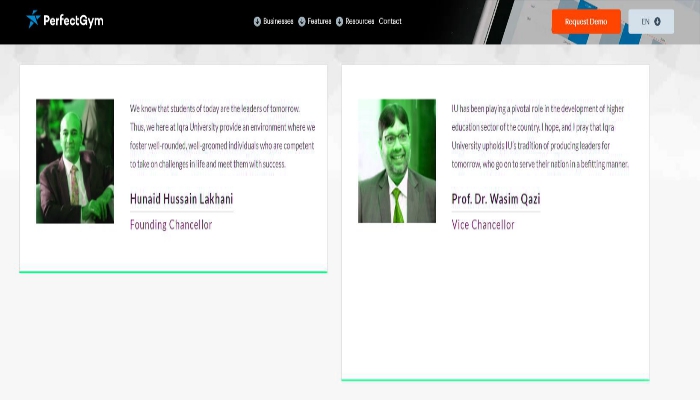 PerfectGym
Businesses Features Resources Contact
Request Demo
EN
We know that students of today are the leaders of tomorrow.
Thus, we here at Iqra University provide an environment where we
foster well-rounded, well-groomed individuals who are competent
to take on challenges in life and meet them with success.
Hunaid Hussain Lakhani
Founding Chancellor
IU has been playing a pivotal role in the development of higher
education sector of the country. I hope, and I pray that Iqra
University upholds IU's tradition of producing leaders for
tomorrow, who go on to serve their nation in a befitting manner.
Prof. Dr. Wasim Qazi
Vice Chancellor